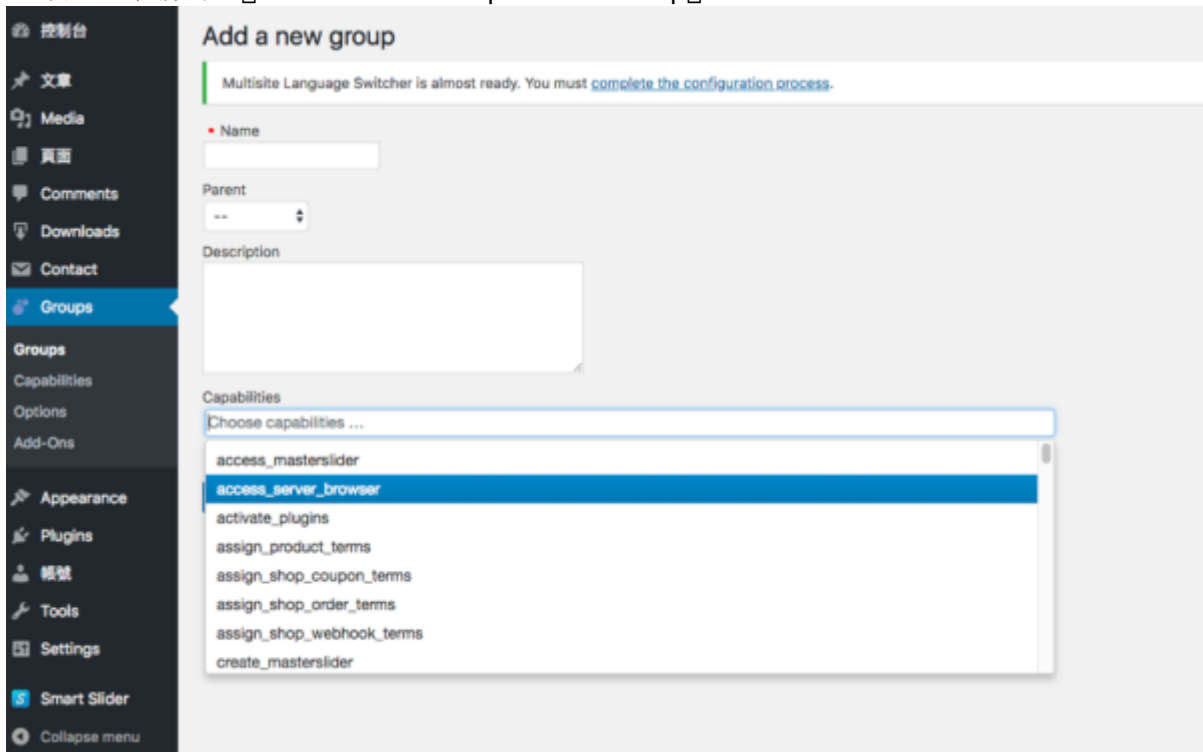 控制台
文章
Media
頁面
Comments
Downloads
Contact
Groups
Groups
Capabilities
Options
Add-Ons
Appearance
Plugins
帳號
Tools
Settings
Smart Slider
Collapse menu
Add a new group
Multisite Language Switcher is almost ready. You must complete the configuration process.
Name
Parent
--
Description
Capabilities
Choose capabilities ...
access_masterslider
access_server_browser
activate_plugins
assign_product_terms
assign_shop_coupon_terms
assign_shop_order_terms
assign_shop_webhook_terms
create_masterslider